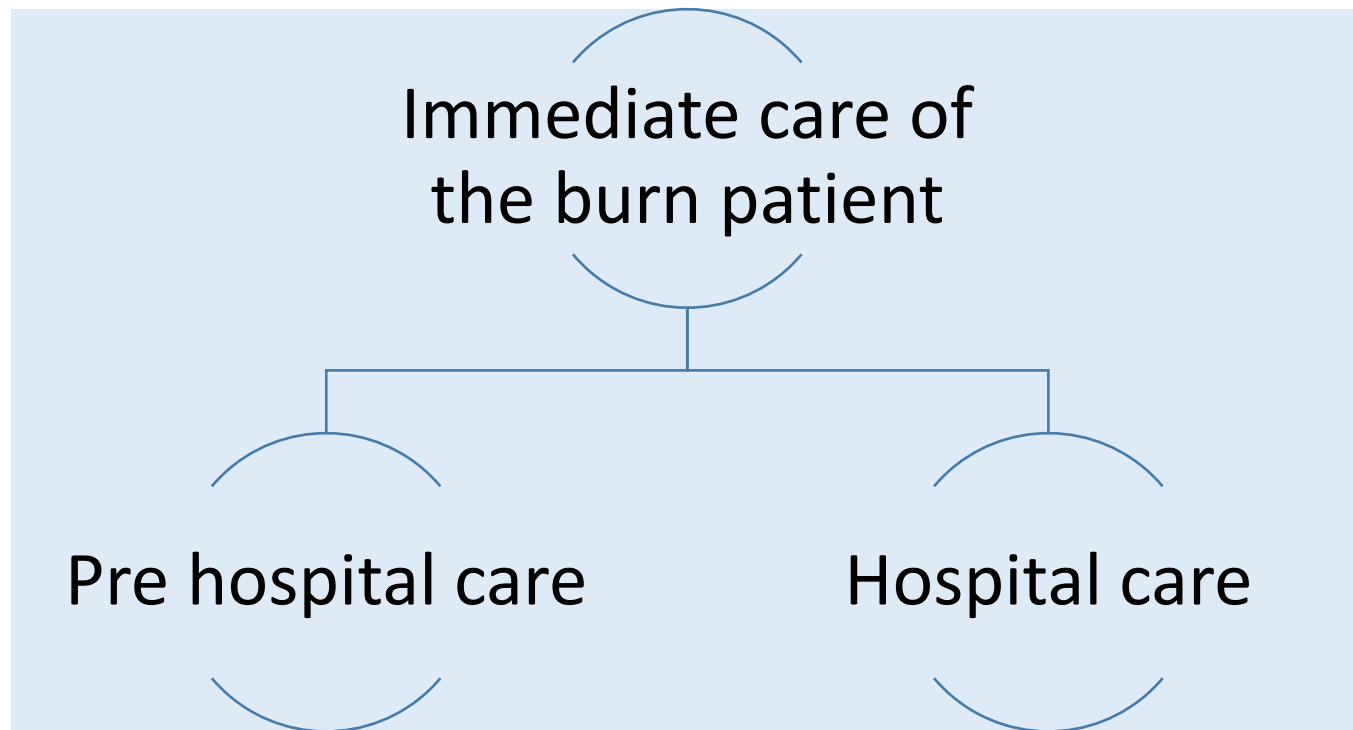 Immediate care of
the burn patient
Pre hospital care
Hospital care